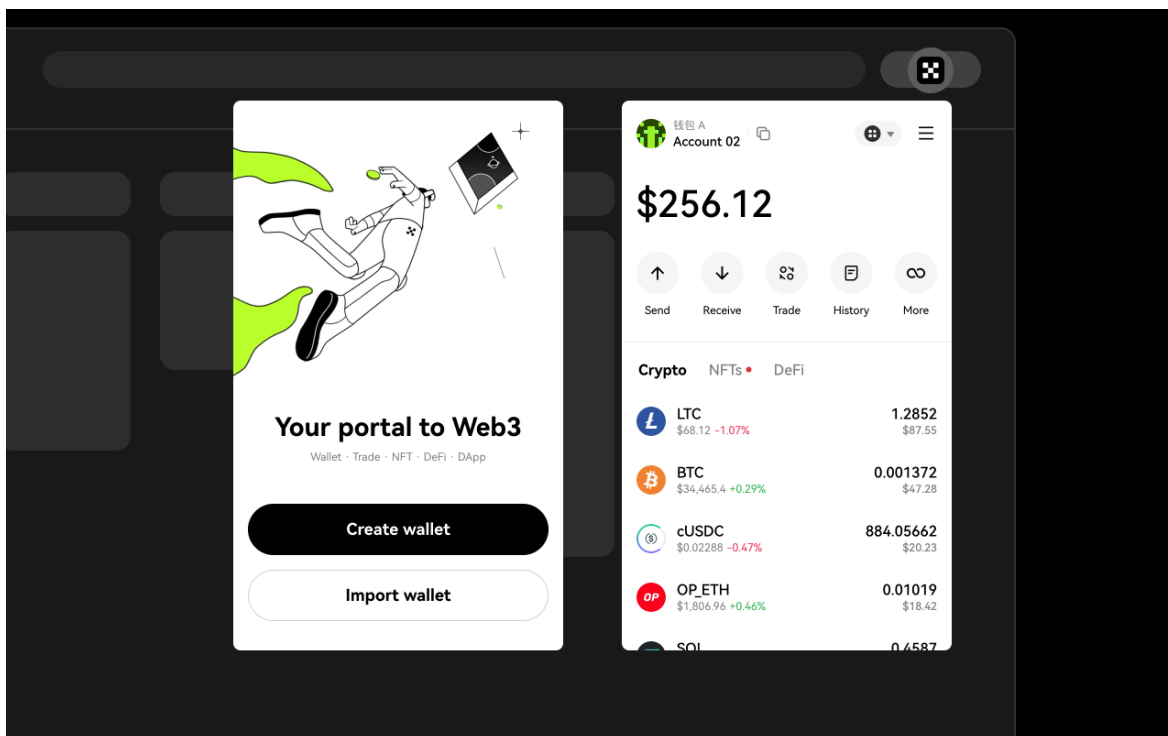 Your portal to Web3
Wallet · Trade · NFT · DeFi · DApp
Create wallet
Import wallet
钱包 A
Account 02
$256.12
Send Receive Trade History More
Crypto NFTs DeFi
LTC 1.2852
$68.12 -1.07% $87.55
BTC 0.001372
$34,465.4 +0.29% $47.28
cUSDC 884.05662
$0.02288 -0.47% $20.23
OP OP_ETH 0.01019
$1,806.96 +0.46% $18.42
SOL 0.4587